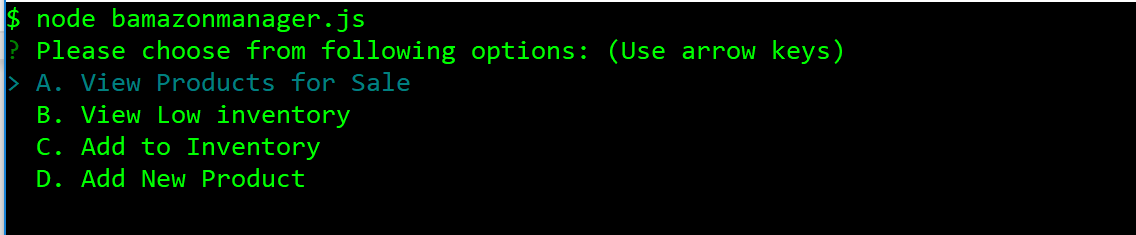 $ node bamazonmanager.js
? Please choose from following options: (Use arrow keys)
> A. View Products for Sale
  B. View Low inventory
  C. Add to Inventory
  D. Add New Product